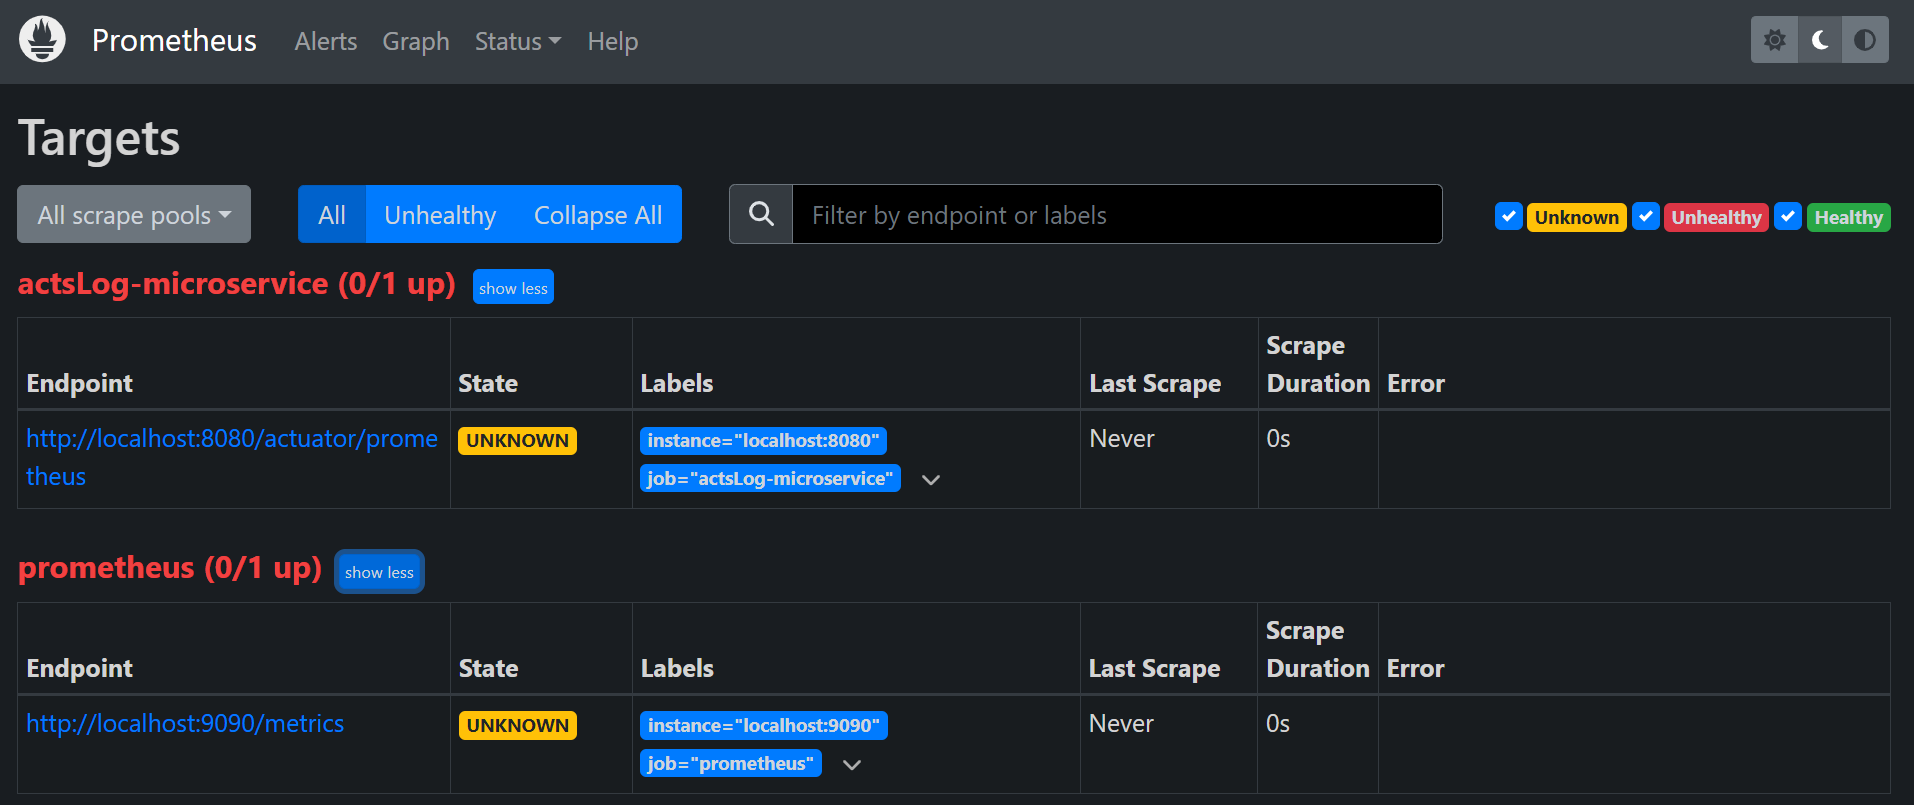 Prometheus Alerts Graph Status Help
Targets
All scrape pools All Unhealthy Collapse All Filter by endpoint or labels Unknown Unhealthy Healthy
actsLog-microservice (0/1 up) show less
Endpoint State Labels Last Scrape Scrape Duration Error
http://localhost:8080/actuator/prome
theus
UNKNOWN
instance="localhost:8080"
job="actsLog-microservice"
Never
0s
prometheus (0/1 up) show less
Endpoint State Labels Last Scrape Scrape Duration Error
http://localhost:9090/metrics
UNKNOWN
instance="localhost:9090"
job="prometheus"
Never
0s